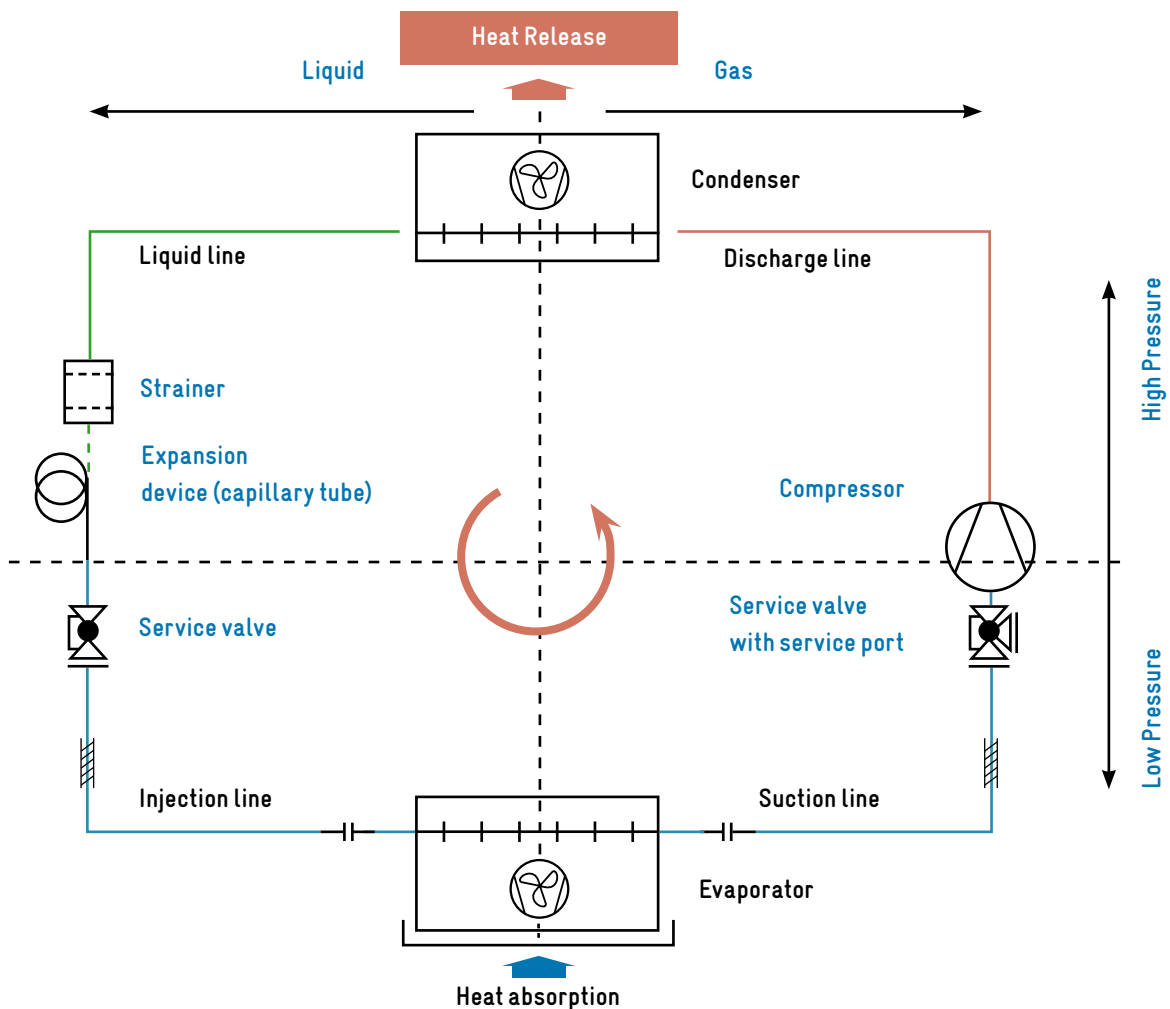 Heat Release
Liquid
Gas
Condenser
Liquid line
Discharge line
High Pressure
Strainer
Expansion
device (capillary tube)
Compressor
Service valve
Service valve
with service port
Low Pressure
Injection line
Suction line
Evaporator
Heat absorption